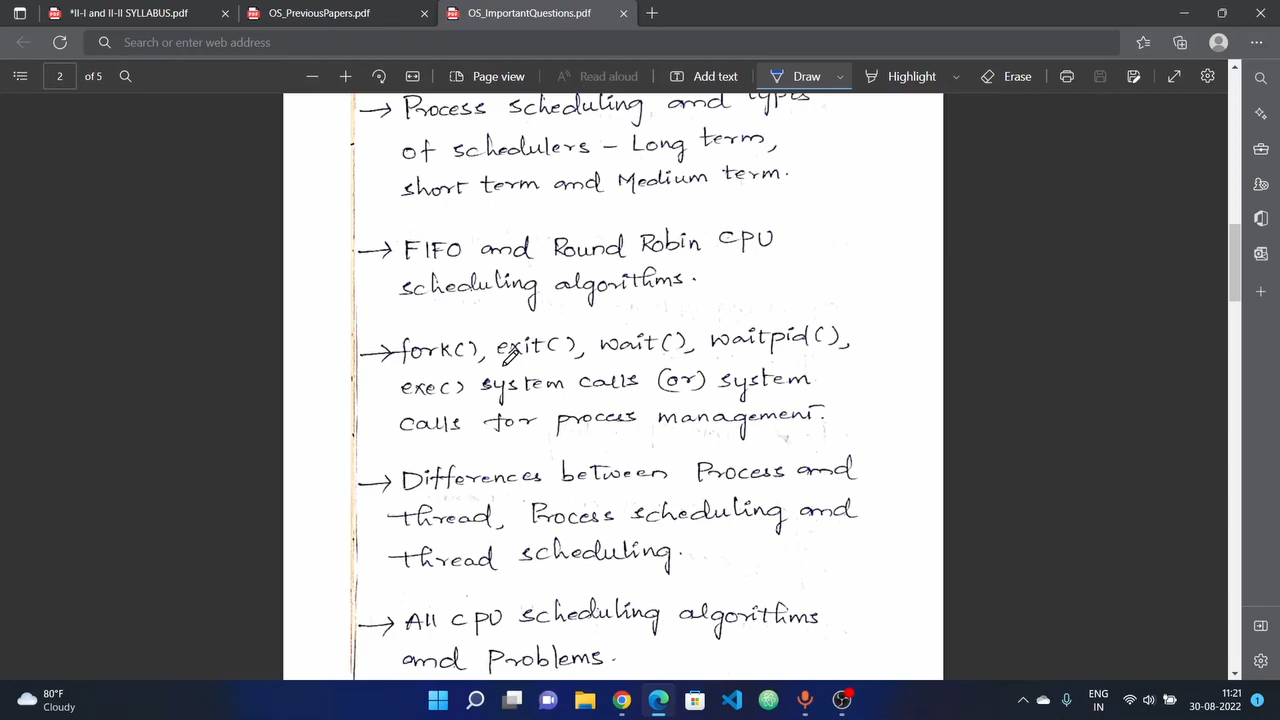 *II-I and II-II SYLLABUS.pdf
OS_PreviousPapers.pdf
OS_ImportantQuestions.pdf
Search or enter web address
2 of 5
Page view
Read aloud
Add text
Draw
Highlight
Erase
→ Process scheduling and types
of schedulers - Long term,
short term and Medium term.
→ FIFO and Round Robin CPU
scheduling algorithms.
→ fork(), exit(), wait(), waitpid(),
exec() system calls (or) system
calls for process management.
→ Differences between Process and
thread, Process scheduling and
thread scheduling.
→ All CPU scheduling algorithms
and Problems.
80°F
Cloudy
ENG
IN
11:21
30-08-2022
1